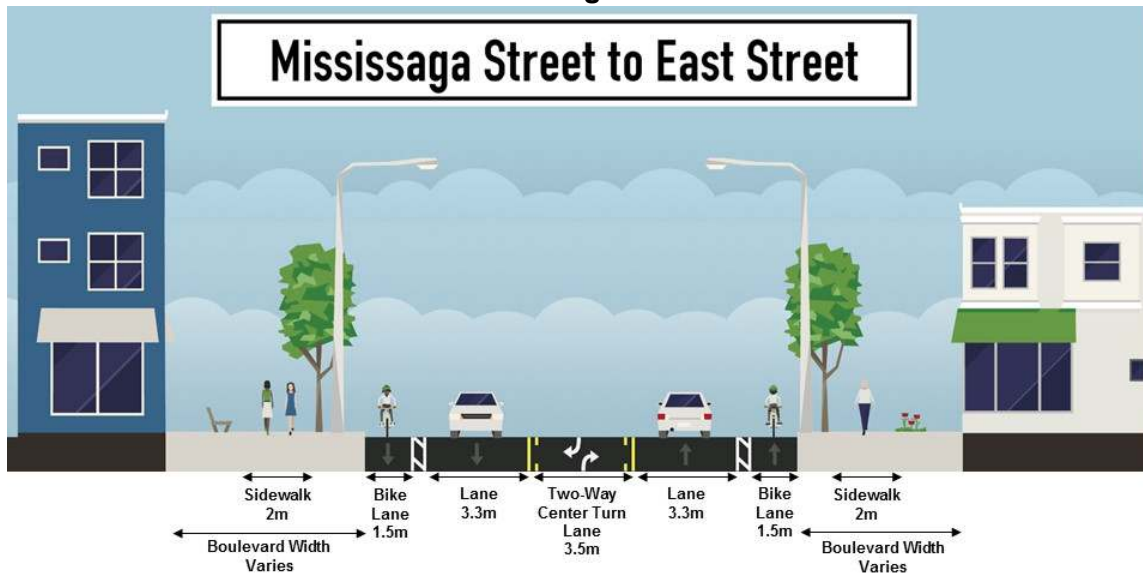 Mississaga Street to East Street
Sidewalk
2m
Bike
Lane
1.5m
Lane
3.3m
Two-Way
Center Turn
Lane
3.5m
Lane
3.3m
Bike
Lane
1.5m
Sidewalk
2m
Boulevard Width
Varies
Boulevard Width
Varies